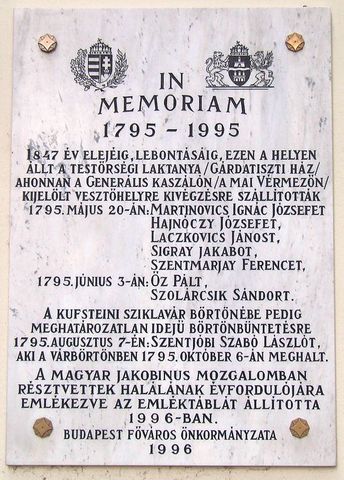 IN
MEMORIAM
1795 – 1995
1847 ÉV ELEJÉIG, LEBONTÁSÁIG, EZEN A HELYEN
ÁLLT A TESTŐRSÉGI LAKTANYA/GÁRDATISZTI HÁZ/
AHONNAN A GENERÁLIS KASZÁLÓN/A MAI VÉRMEZŐN/
KIJELÖLT VESZTŐHELYRE KIVÉGZÉSRE SZÁLLÍTOTTÁK
1795. MÁJUS 20-ÁN: MARTINOVICS IGNÁC JÓZSEFET
HAJNÓCZY JÓZSEFET,
LACZKOVICS JÁNOST,
SIGRAY JAKABOT,
SZENTMARJAY FERENCET,
1795. JÚNIUS 3-ÁN: ŐZ PÁLT,
SZOLÁRCSIK SÁNDORT.
A KUFSTEINI SZIKLAVÁR BÖRTÖNÉBE PEDIG
MEGHATÁROZATLAN IDEJŰ BÖRTÖNBÜNTETÉSRE
1795. AUGUSZTUS 7-ÉN: SZENTJÓBI SZABÓ LÁSZLÓT,
AKI A VÁRBÖRTÖNBEN 1795. OKTÓBER 6-ÁN MEGHALT.
A MAGYAR JAKOBINUS MOZGALOMBAN
RÉSZTVETTEK HALÁLÁNAK ÉVFORDULÓJÁRA
EMLÉKEZVE AZ EMLÉKTÁBLÁT ÁLLÍTOTTA
1996-BAN.
BUDAPEST FŐVÁROS ÖNKORMÁNYZATA
1996